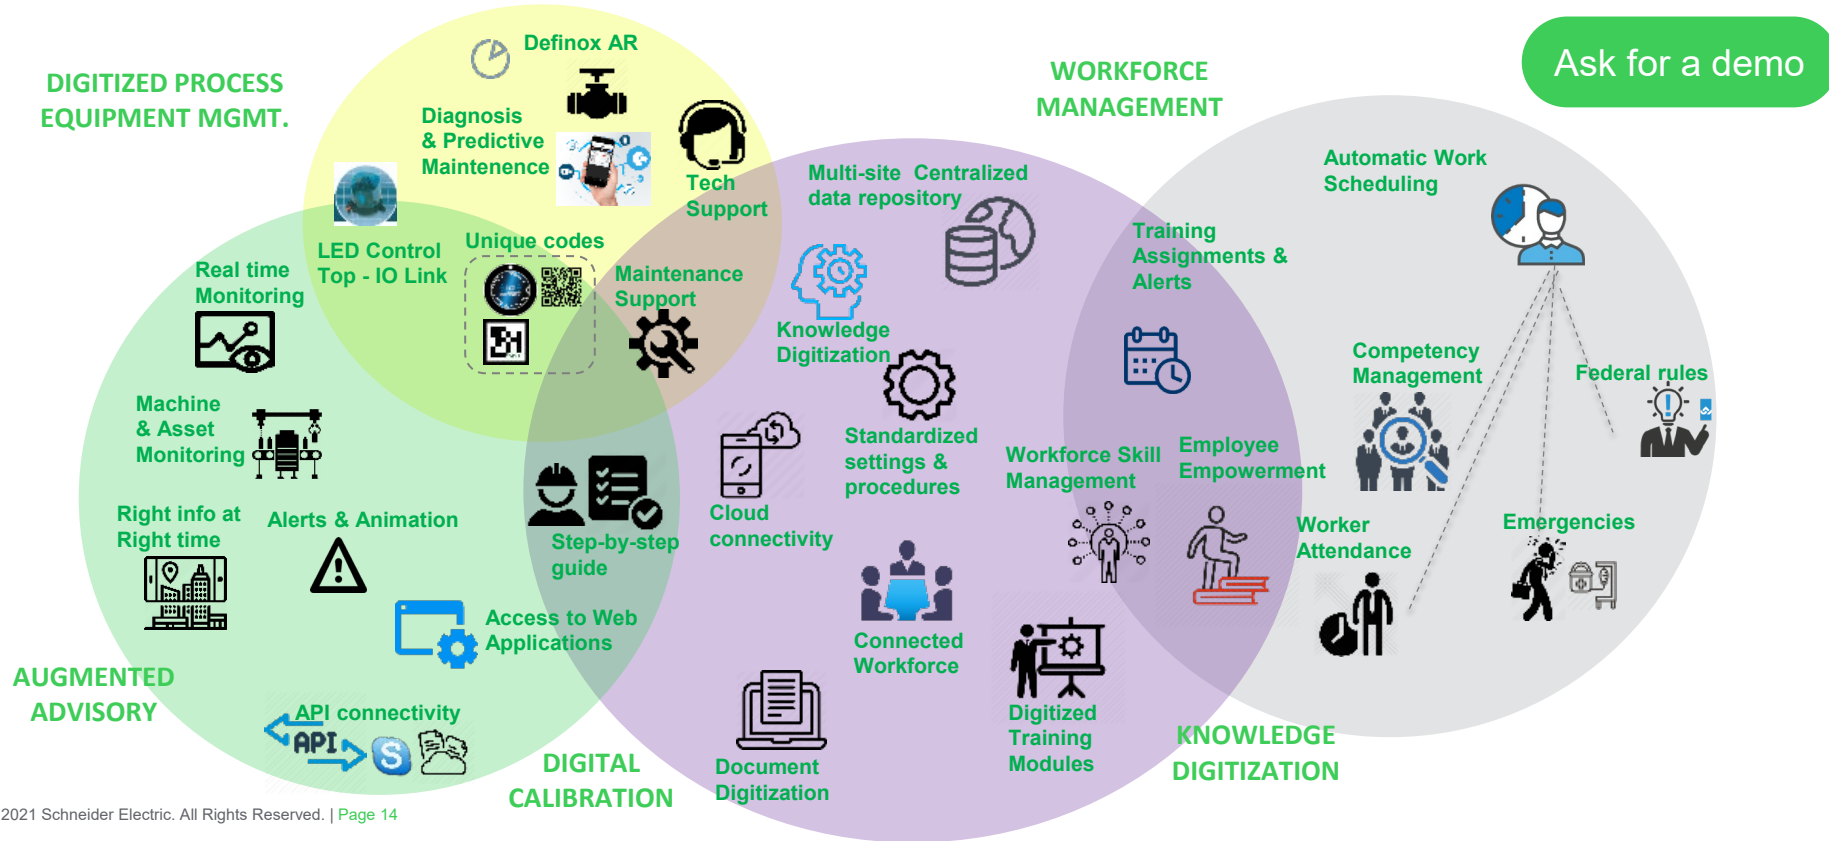 Ask for a demo
DIGITIZED PROCESS
EQUIPMENT MGMT.
Definox AR
Diagnosis
& Predictive
Maintenence
Tech
Support
LED Control
Top - IO Link
Unique codes
Maintenance
Support
Real time
Monitoring
Machine
& Asset
Monitoring
Right info at
Right time
Alerts & Animation
Step-by-step
guide
Access to Web
Applications
API connectivity
API
S
AUGMENTED
ADVISORY
DIGITAL
CALIBRATION
WORKFORCE
MANAGEMENT
Multi-site Centralized
data repository
Knowledge
Digitization
Standardized
settings &
procedures
Cloud
connectivity
Connected
Workforce
Document
Digitization
Digitized
Training
Modules
Training
Assignments &
Alerts
Workforce Skill
Management
Employee
Empowerment
KNOWLEDGE
DIGITIZATION
Automatic Work
Scheduling
Competency
Management
Federal rules
Worker
Attendance
Emergencies
2021 Schneider Electric. All Rights Reserved. | Page 14